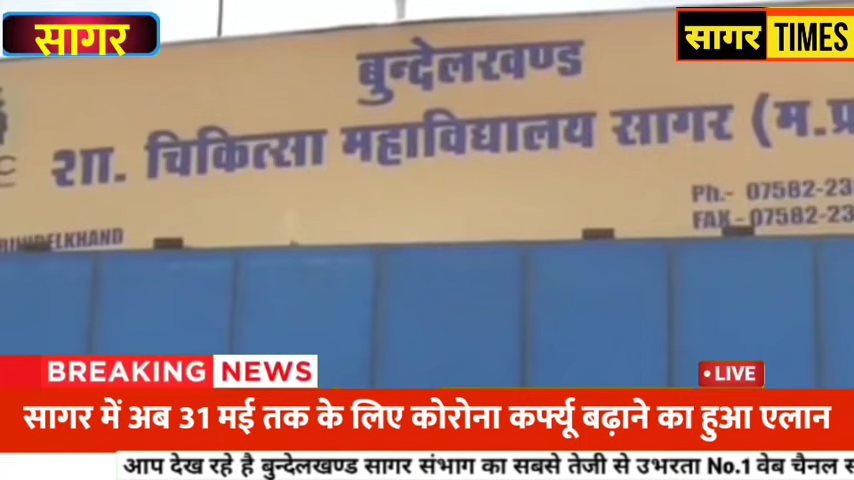 सागर
सागर TIMES
बुन्देलखण्ड
शा. चिकित्सा महाविद्यालय सागर (म.प्र
Ph.- 07582-23
FAX-07582-23
BREAKING NEWS
LIVE
सागर में अब 31 मई तक के लिए कोरोना कर्फ्यू बढ़ाने का हुआ एलान
आप देख रहे है बुन्देलखण्ड सागर संभाग का सबसे तेजी से उभरता No.1 वेब चैनल